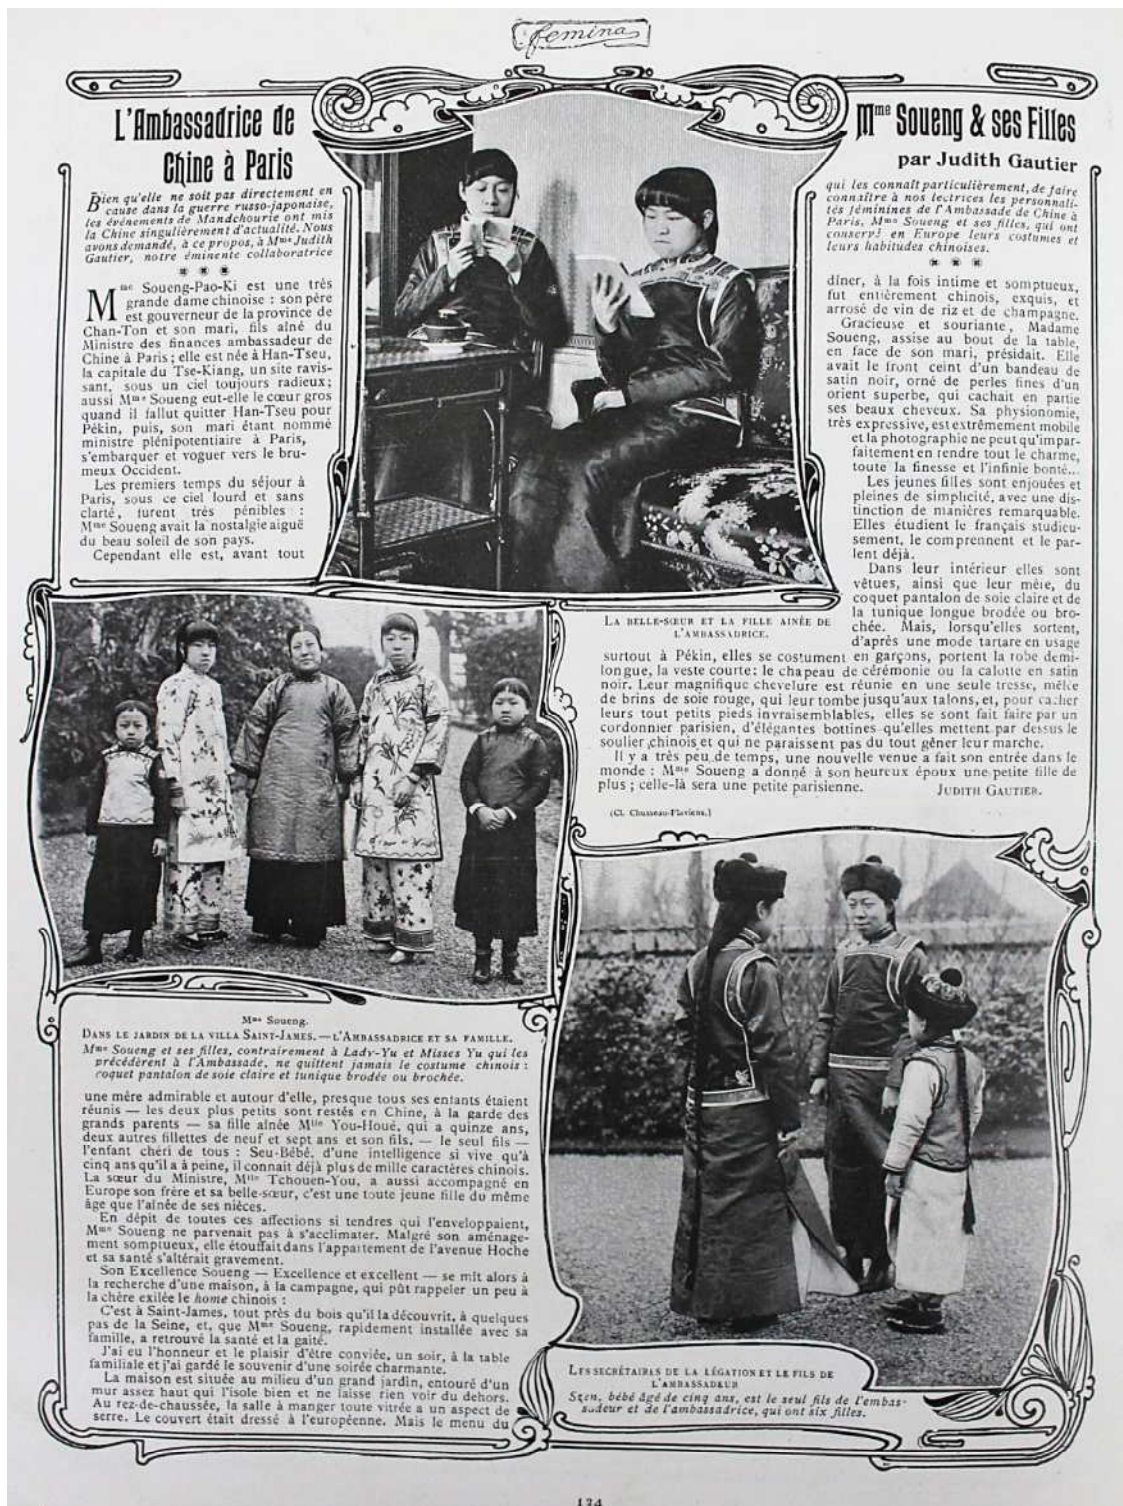 femina
L'Ambassadrice de
Chine à Paris
Mme Soueng & ses Filles
par Judith Gautier
Bien qu'elle ne soit pas directement en
cause dans la guerre russo-japonaise,
les événements de Mandchourie ont mis
la Chine singulièrement d'actualité. Nous
avons demandé, à ce propos, à Mme Judith
Gautier, notre éminente collaboratrice
qui les connaît particulièrement, de faire
connaître à nos lectrices les personnali-
tés féminines de l'Ambassade de Chine à
Paris, Mme Soueng et ses filles, qui ont
conservé en Europe leurs costumes et
leurs habitudes chinoises.
Mme Soueng-Pao-Ki est une très
grande dame chinoise : son père
est gouverneur de la province de
Chan-Ton et son mari, fils aîné du
Ministre des finances ambassadeur de
Chine à Paris ; elle est née à Han-Tseu,
la capitale du Tse-Kiang, un site ravis-
sant, sous un ciel toujours radieux ;
aussi Mme Soueng eut-elle le cœur gros
quand il fallut quitter Han-Tseu pour
Pékin, puis, son mari étant nommé
ministre plénipotentiaire à Paris,
s'embarquer et voguer vers le bru-
meux Occident.
Les premiers temps du séjour à
Paris, sous ce ciel lourd et sans
clarté, furent très pénibles :
Mme Soueng avait la nostalgie aiguë
du beau soleil de son pays.
Cependant elle est, avant tout
Mme Soueng.
DANS LE JARDIN DE LA VILLA SAINT-JAMES. — L'AMBASSADRICE ET SA FAMILLE.
Mme Soueng et ses filles, contrairement à Lady-Yu et Misses Yu qui les
précédèrent à l'Ambassade, ne quittent jamais le costume chinois :
coquet pantalon de soie claire et tunique brodée ou brochée.
une mère admirable et autour d'elle, presque tous ses enfants étaient
réunis — les deux plus petits sont restés en Chine, à la garde des
grands parents — sa fille aînée Mlle You-Houé, qui a quinze ans,
deux autres fillettes de neuf et sept ans et son fils, — le seul fils —
l'enfant chéri de tous : Seu-Bébé, d'une intelligence si vive qu'à
cinq ans qu'il a à peine, il connait déjà plus de mille caractères chinois.
La sœur du Ministre, Mlle Tchouen-You, a aussi accompagné en
Europe son frère et sa belle-sœur, c'est une toute jeune fille du même
âge que l'aînée de ses nièces.
En dépit de toutes ces affections si tendres qui l'enveloppaient,
Mme Soueng ne parvenait pas à s'acclimater. Malgré son aménage-
ment somptueux, elle étouffait dans l'appartement de l'avenue Hoche
et sa santé s'altérait gravement.
Son Excellence Soueng — Excellence et excellent — se mit alors à
la recherche d'une maison, à la campagne, qui pût rappeler un peu à
la chère exilée le home chinois :
C'est à Saint-James, tout près du bois qu'il la découvrit, à quelques
pas de la Seine, et, que Mme Soueng, rapidement installée avec sa
famille, a retrouvé la santé et la gaité.
J'ai eu l'honneur et le plaisir d'être conviée, un soir, à la table
familiale et j'ai gardé le souvenir d'une soirée charmante.
La maison est située au milieu d'un grand jardin, entouré d'un
mur assez haut qui l'isole bien et ne laisse rien voir du dehors.
Au rez-de-chaussée, la salle à manger toute vitrée a un aspect de
serre. Le couvert était dressé à l'européenne. Mais le menu du
dîner, à la fois intime et somptueux,
fut entièrement chinois, exquis, et
arrosé de vin de riz et de champagne.
Gracieuse et souriante, Madame
Soueng, assise au bout de la table,
en face de son mari, présidait. Elle
avait le front ceint d'un bandeau de
satin noir, orné de perles fines d'un
orient superbe, qui cachait en partie
ses beaux cheveux. Sa physionomie,
très expressive, est extrêmement mobile
et la photographie ne peut qu'impar-
faitement en rendre tout le charme,
toute la finesse et l'infinie bonté...
Les jeunes filles sont enjouées et
pleines de simplicité, avec une dis-
tinction de manières remarquable.
Elles étudient le français studieu-
sement, le comprennent et le par-
lent déjà.
Dans leur intérieur elles sont
vêtues, ainsi que leur mère, du
coquet pantalon de soie claire et de
la tunique longue brodée ou bro-
chée. Mais, lorsqu'elles sortent,
d'après une mode tartare en usage
surtout à Pékin, elles se costument en garçons, portent la robe demi-
longue, la veste courte : le chapeau de cérémonie ou la calotte en satin
noir. Leur magnifique chevelure est réunie en une seule tresse, mêlée
de brins de soie rouge, qui leur tombe jusqu'aux talons, et, pour cacher
leurs tout petits pieds invraisemblables, elles se sont fait faire par un
cordonnier parisien, d'élégantes bottines qu'elles mettent par dessus le
soulier chinois et qui ne paraissent pas du tout gêner leur marche.
Il y a très peu de temps, une nouvelle venue a fait son entrée dans le
monde : Mme Soueng a donné à son heureux époux une petite fille de
plus ; celle-là sera une petite parisienne.
JUDITH GAUTIER.
(Cl. Chusseau-Flaviens.)
LA BELLE-SŒUR ET LA FILLE AINÉE DE
L'AMBASSADRICE.
LES SECRÉTAIRAS DE LA LÉGATION ET LE FILS DE
L'AMBASSADEUR
Szen, bébé âgé de cinq ans, est le seul fils de l'embas-
sadeur et de l'ambassadrice, qui ont six filles.
134